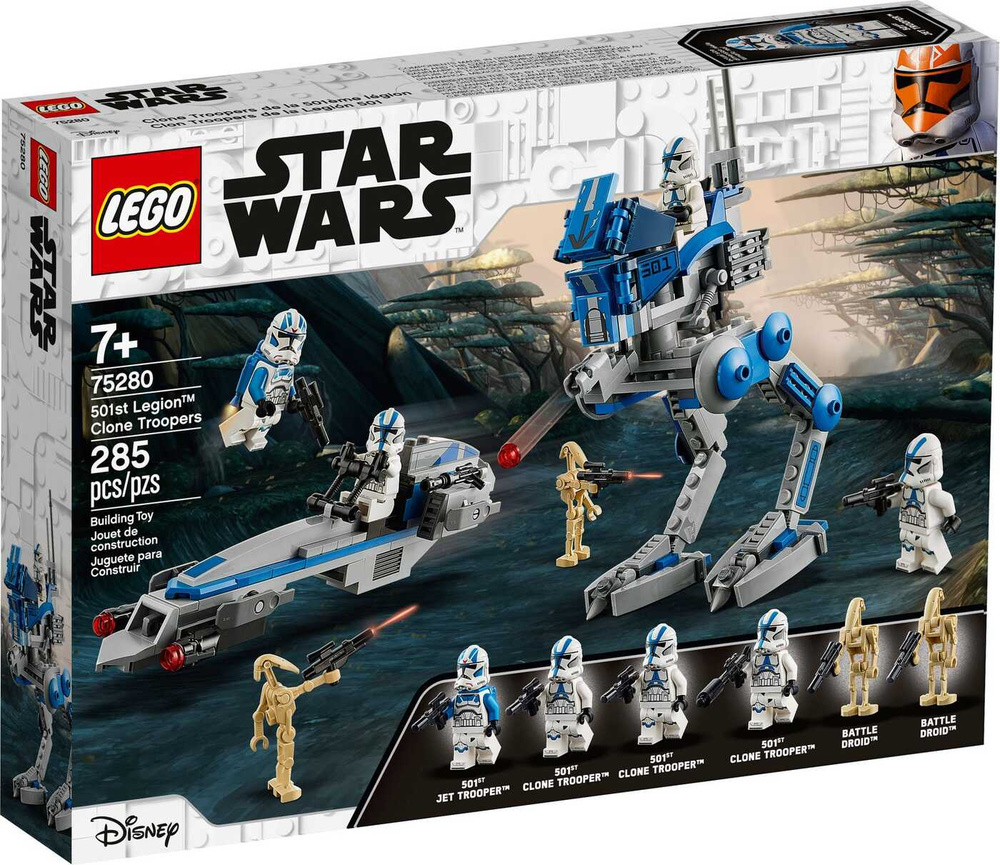 LEGO
STAR
WARS
75280
Disney
Clone Troopers de la 501ème légion
Clone Troopers de la Legión 501
JET TROOPER™
75280
LEGO
STAR
WARS
LEGO
STAR
WARS™
501
7+
75280
501st Legion™
Clone Troopers
285
pcs/pzs
Building Toy
Jouet de
construction
Juguete para
Construir
501ST
JET TROOPER™
501ST
CLONE TROOPER™
501ST
CLONE TROOPER™
501ST
CLONE TROOPER™
BATTLE
DROID™
BATTLE
DROID™
Disney